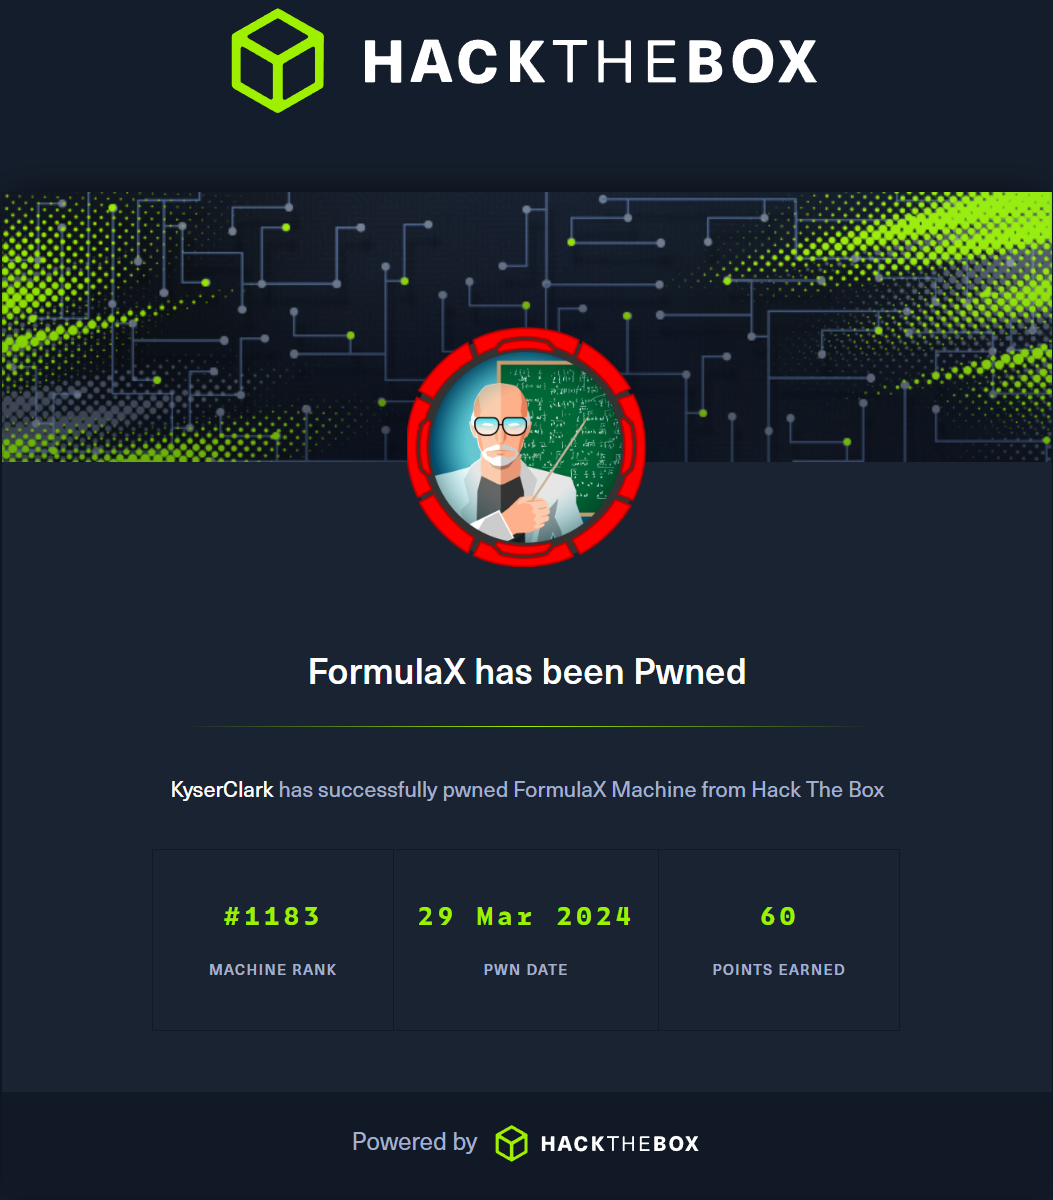 HACKTHEBOX
FormulaX has been Pwned
KyserClark has successfully pwned FormulaX Machine from Hack The Box
#1183 29 Mar 2024 60
MACHINE RANK PWN DATE POINTS EARNED
Powered by HACKTHEBOX